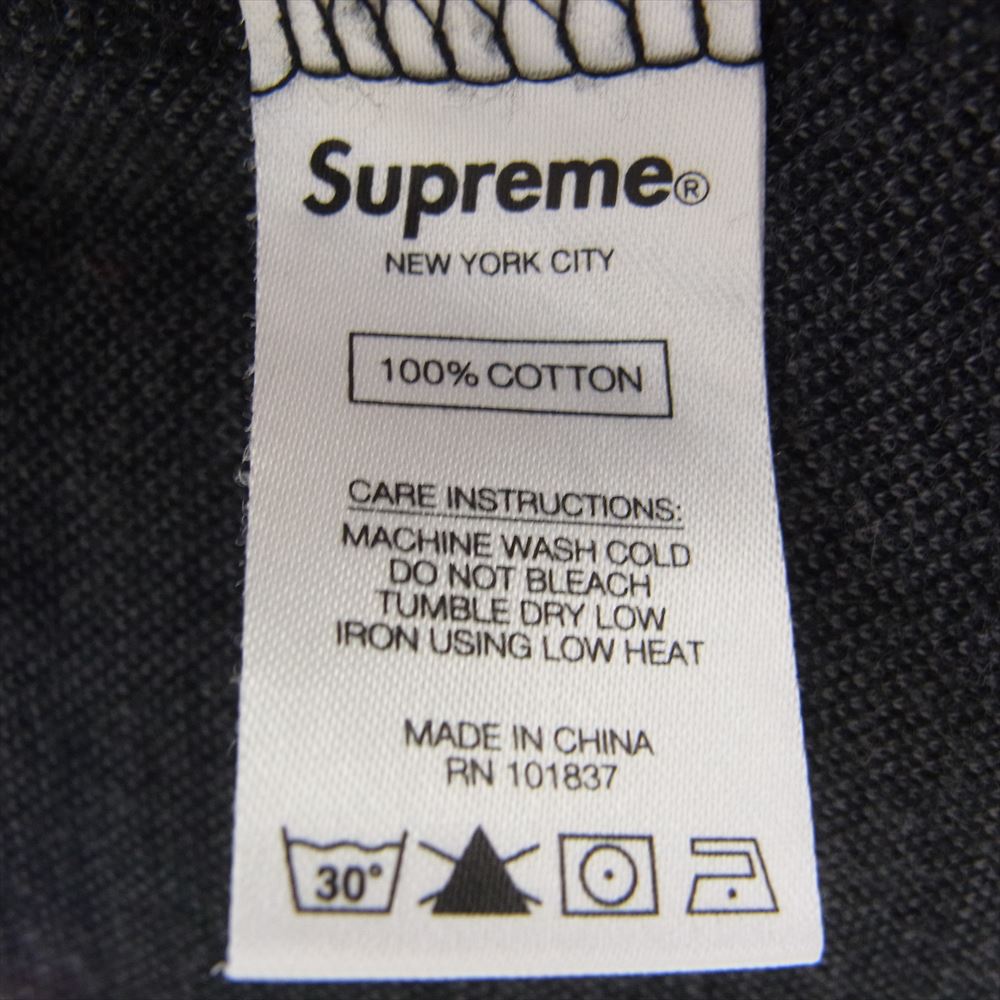 Supreme®
NEW YORK CITY
100% COTTON
CARE INSTRUCTIONS:
MACHINE WASH COLD
DO NOT BLEACH
TUMBLE DRY LOW
IRON USING LOW HEAT
MADE IN CHINA
RN 101837
30°